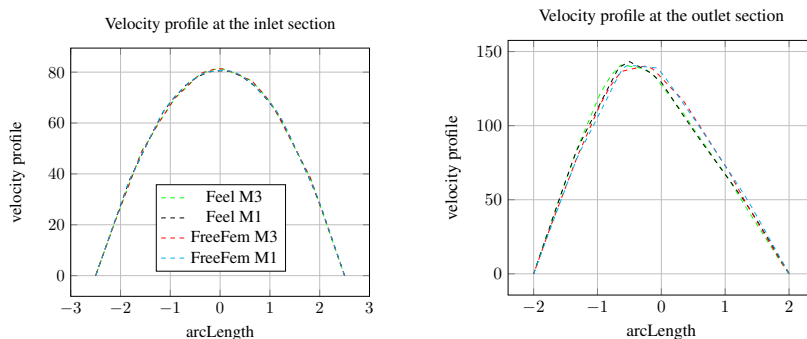 Velocity profile at the inlet section
80
60
40
20
0
velocity profile
Feel M3
Feel M1
FreeFem M3
FreeFem M1
−3 −2 −1 0 1 2 3
arcLength
Velocity profile at the outlet section
150
100
50
0
velocity profile
−2 −1 0 1 2
arcLength